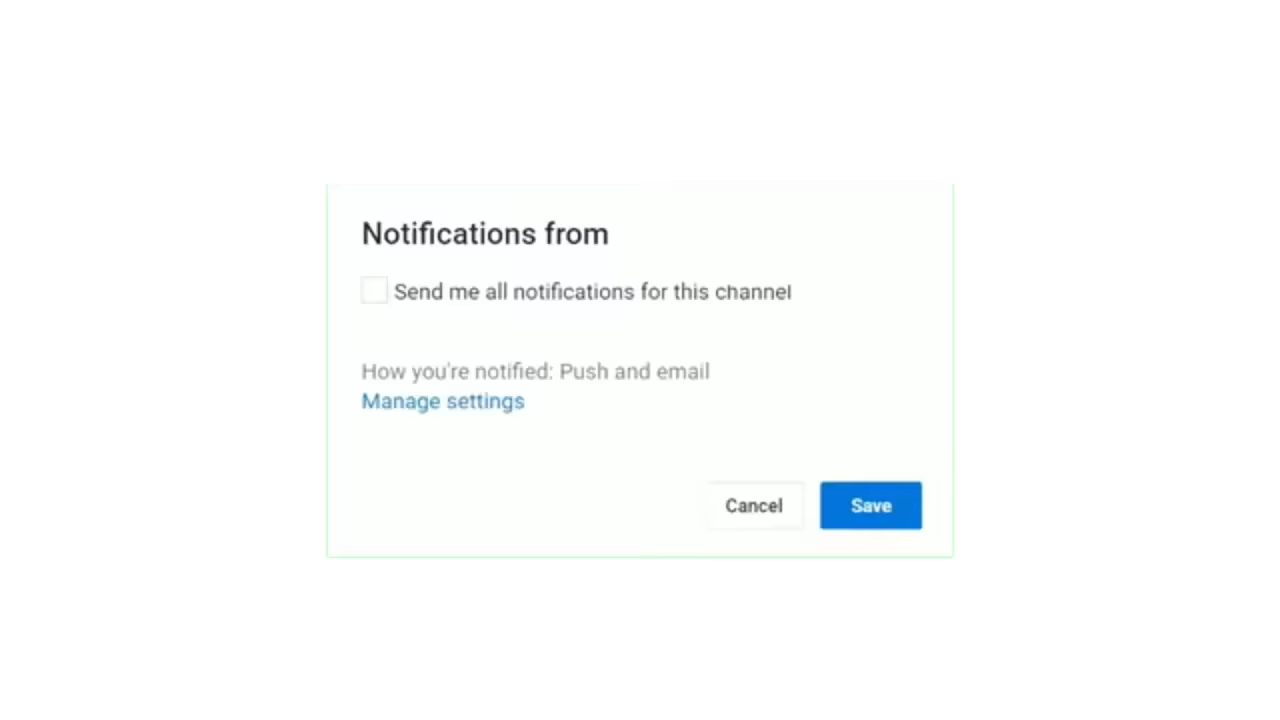 Notifications from
Send me all notifications for this channel
How you're notified: Push and email
Manage settings
Cancel
Save